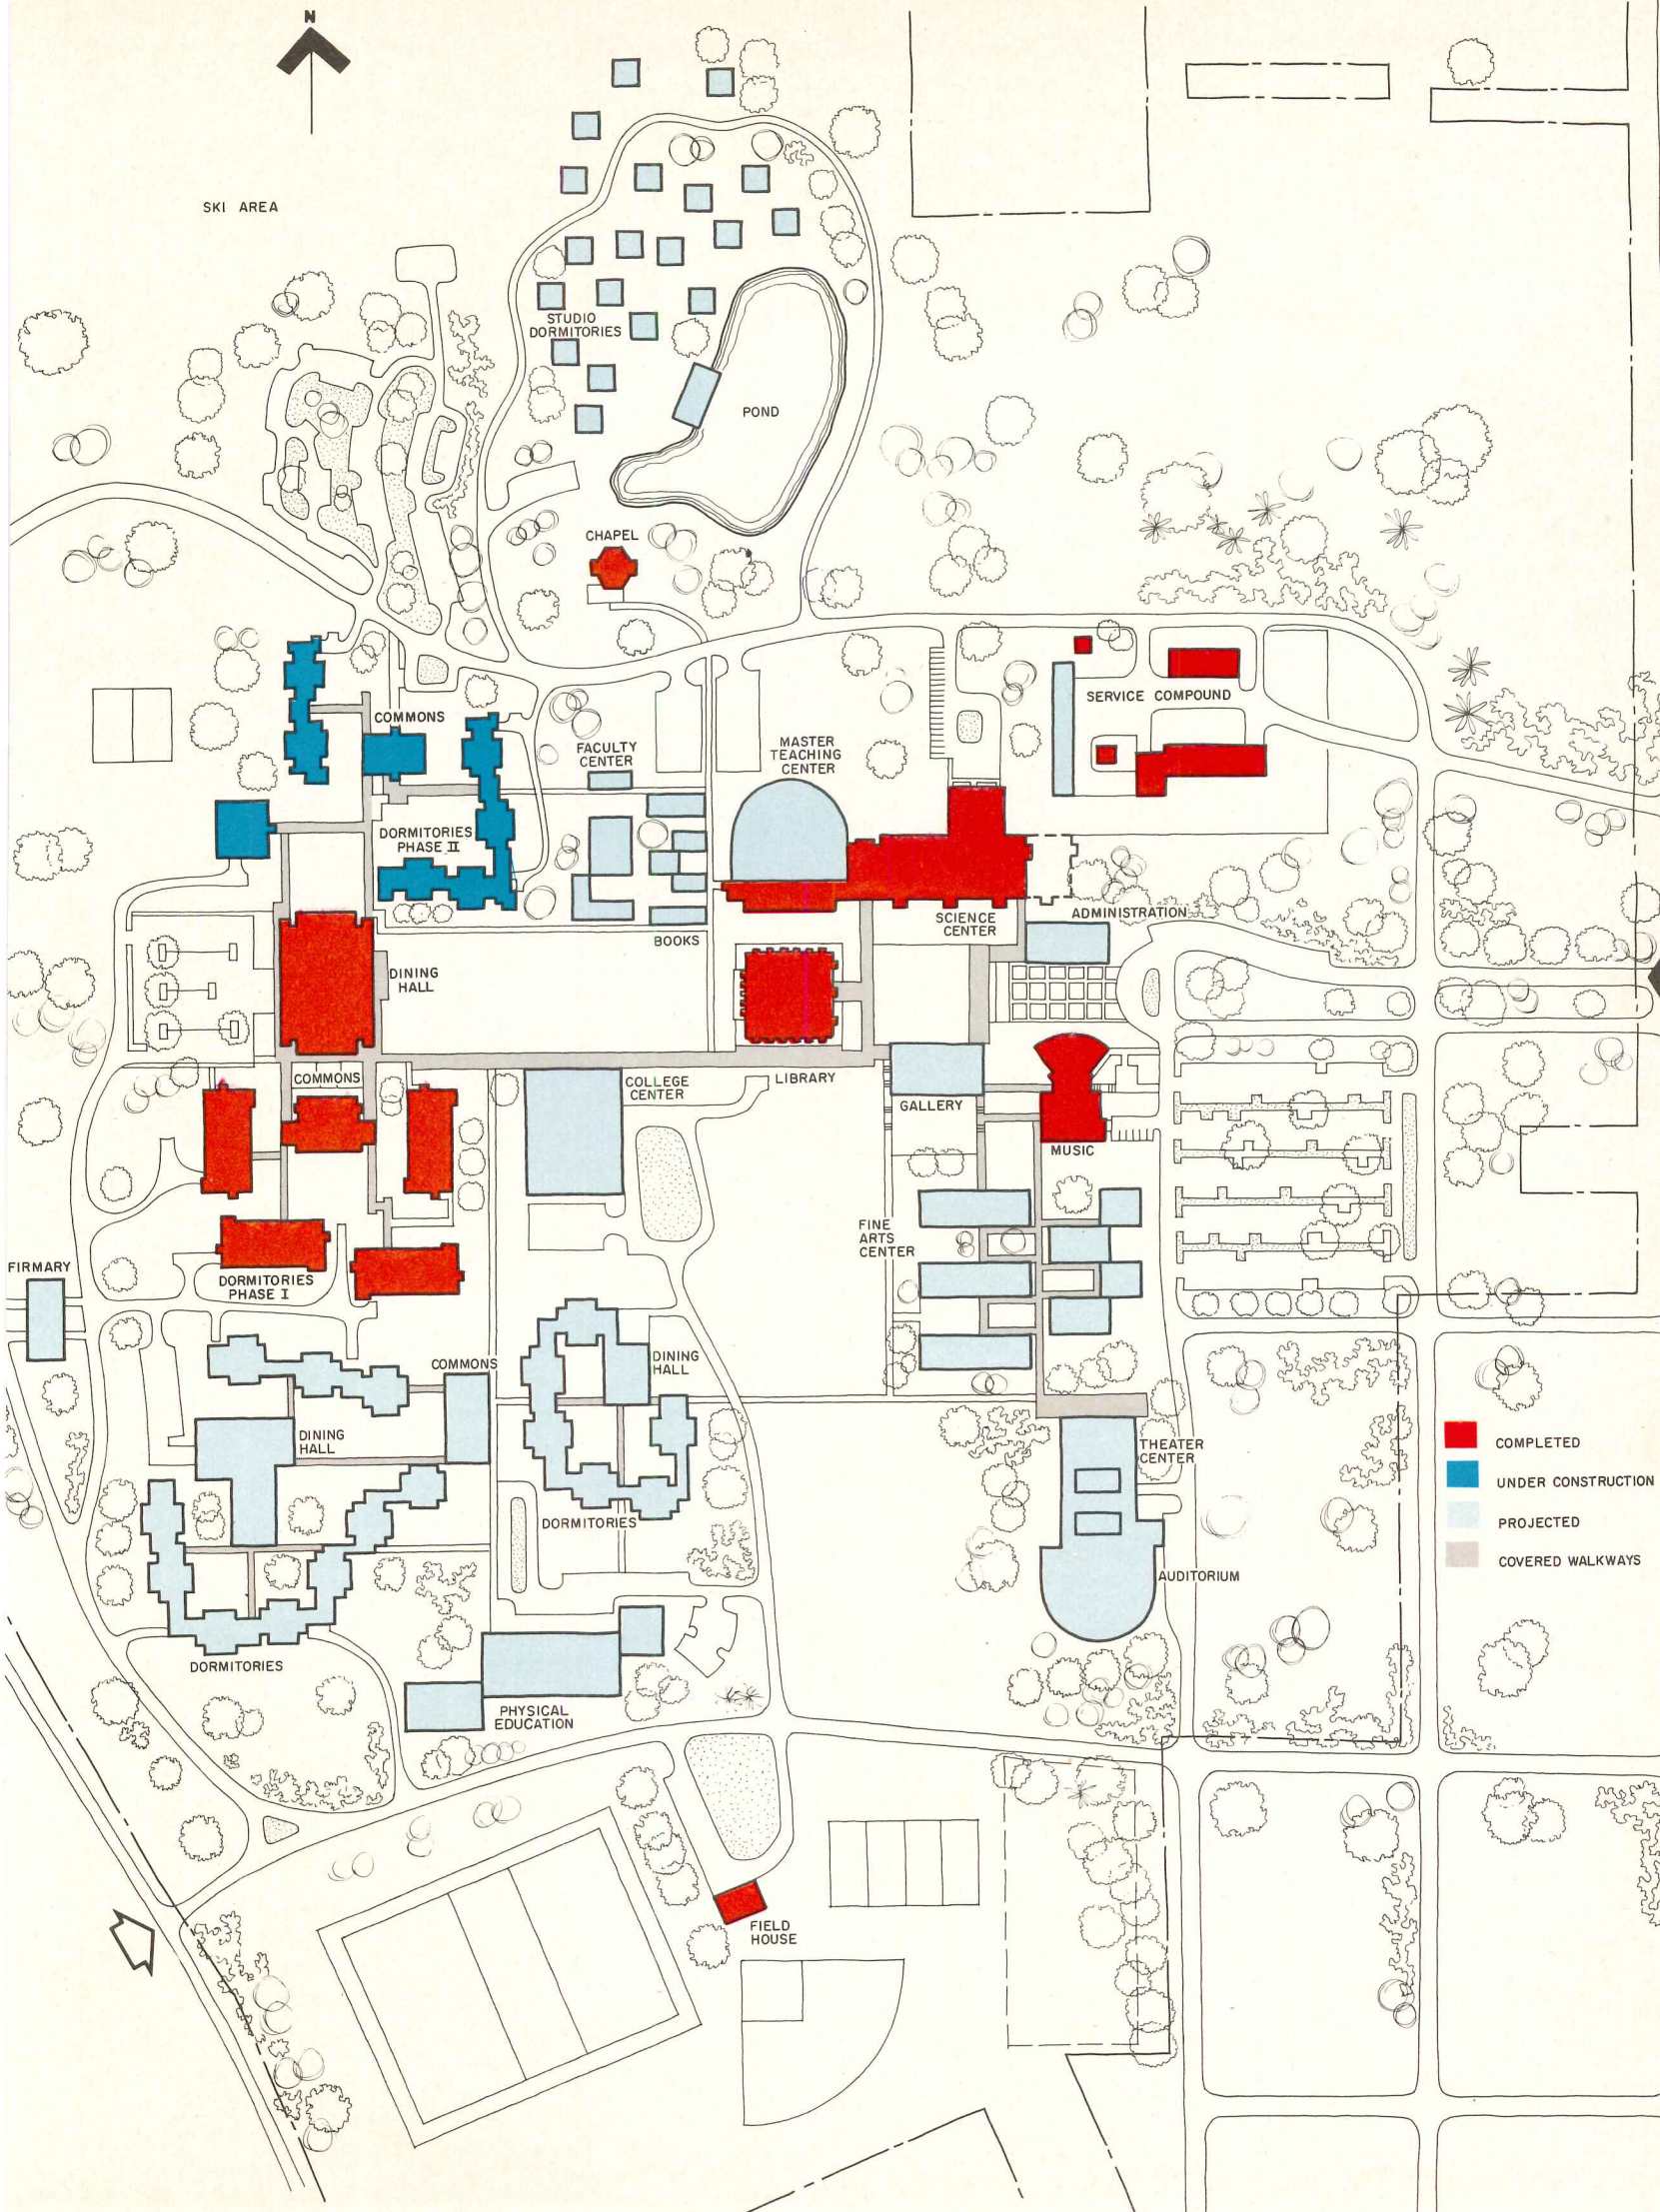 N
SKI AREA
STUDIO
DORMITORIES
POND
CHAPEL
SERVICE COMPOUND
COMMONS
FACULTY
CENTER
MASTER
TEACHING
CENTER
DORMITORIES
PHASE II
BOOKS
SCIENCE
CENTER
ADMINISTRATION
DINING
HALL
COMMONS
COLLEGE
CENTER
LIBRARY
GALLERY
MUSIC
FINE
ARTS
CENTER
FIRMARY
DORMITORIES
PHASE I
COMMONS
DINING
HALL
DINING
HALL
THEATER
CENTER
DORMITORIES
AUDITORIUM
DORMITORIES
PHYSICAL
EDUCATION
FIELD
HOUSE
COMPLETED
UNDER CONSTRUCTION
PROJECTED
COVERED WALKWAYS